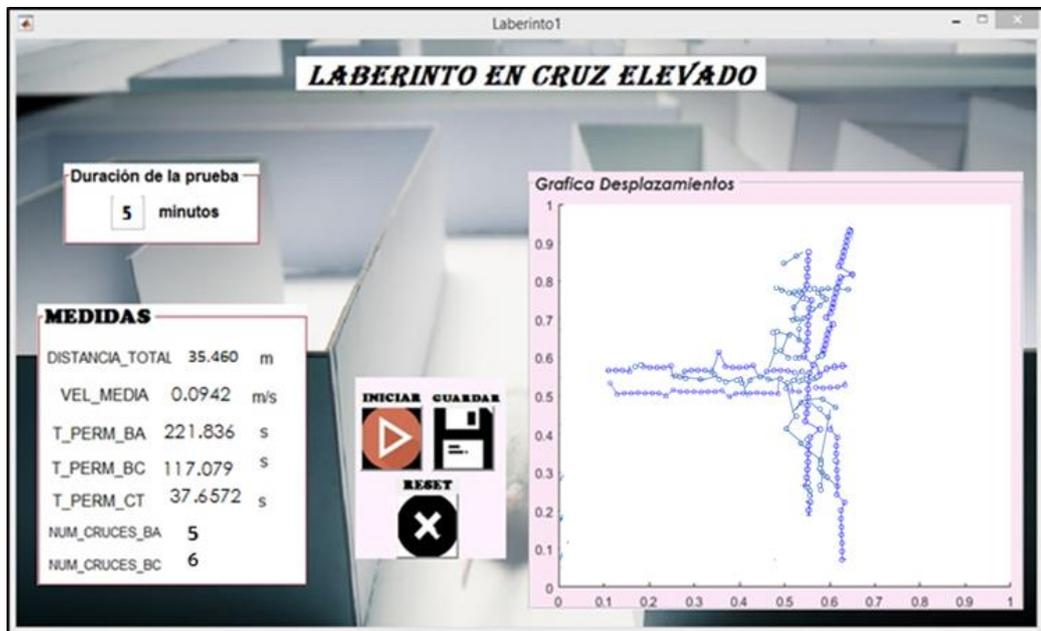 Laberinto1
LABERINTO EN CRUZ ELEVADO
Duración de la prueba
5 minutos
MEDIDAS
DISTANCIA_TOTAL 35.460 m
VEL_MEDIA 0.0942 m/s
T_PERM_BA 221.836 s
T_PERM_BC 117.079 s
T_PERM_CT 37.6572 s
NUM_CRUCES_BA 5
NUM_CRUCES_BC 6
INICIAR GUARDAR
RESET
Grafica Desplazamientos
1
0.9
0.8
0.7
0.6
0.5
0.4
0.3
0.2
0.1
0
0 0.1 0.2 0.3 0.4 0.5 0.6 0.7 0.8 0.9 1